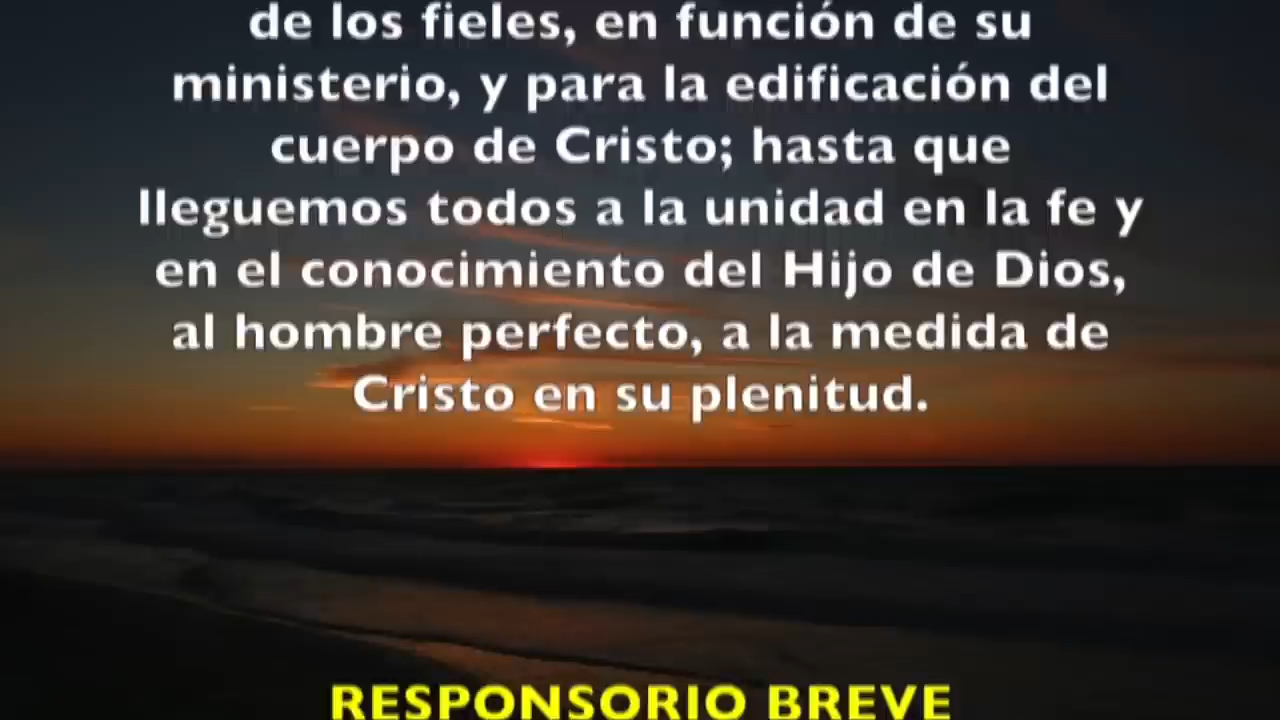 de los fieles, en función de su
ministerio, y para la edificación del
cuerpo de Cristo; hasta que
lleguemos todos a la unidad en la fe y
en el conocimiento del Hijo de Dios,
al hombre perfecto, a la medida de
Cristo en su plenitud.
RESPONSORIO BREVE